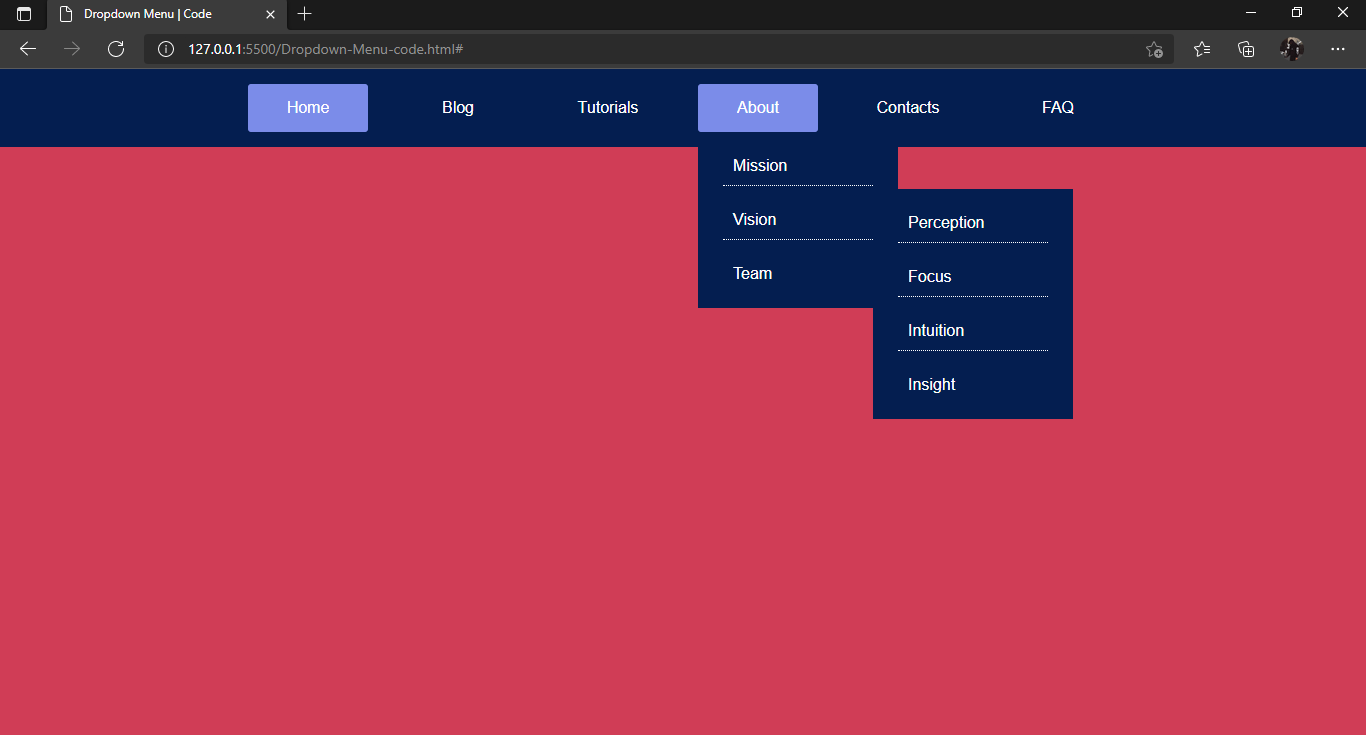 Dropdown Menu | Code
127.0.0.1:5500/Dropdown-Menu-code.html#
Home Blog Tutorials About Contacts FAQ
Mission
Vision
Team
Perception
Focus
Intuition
Insight